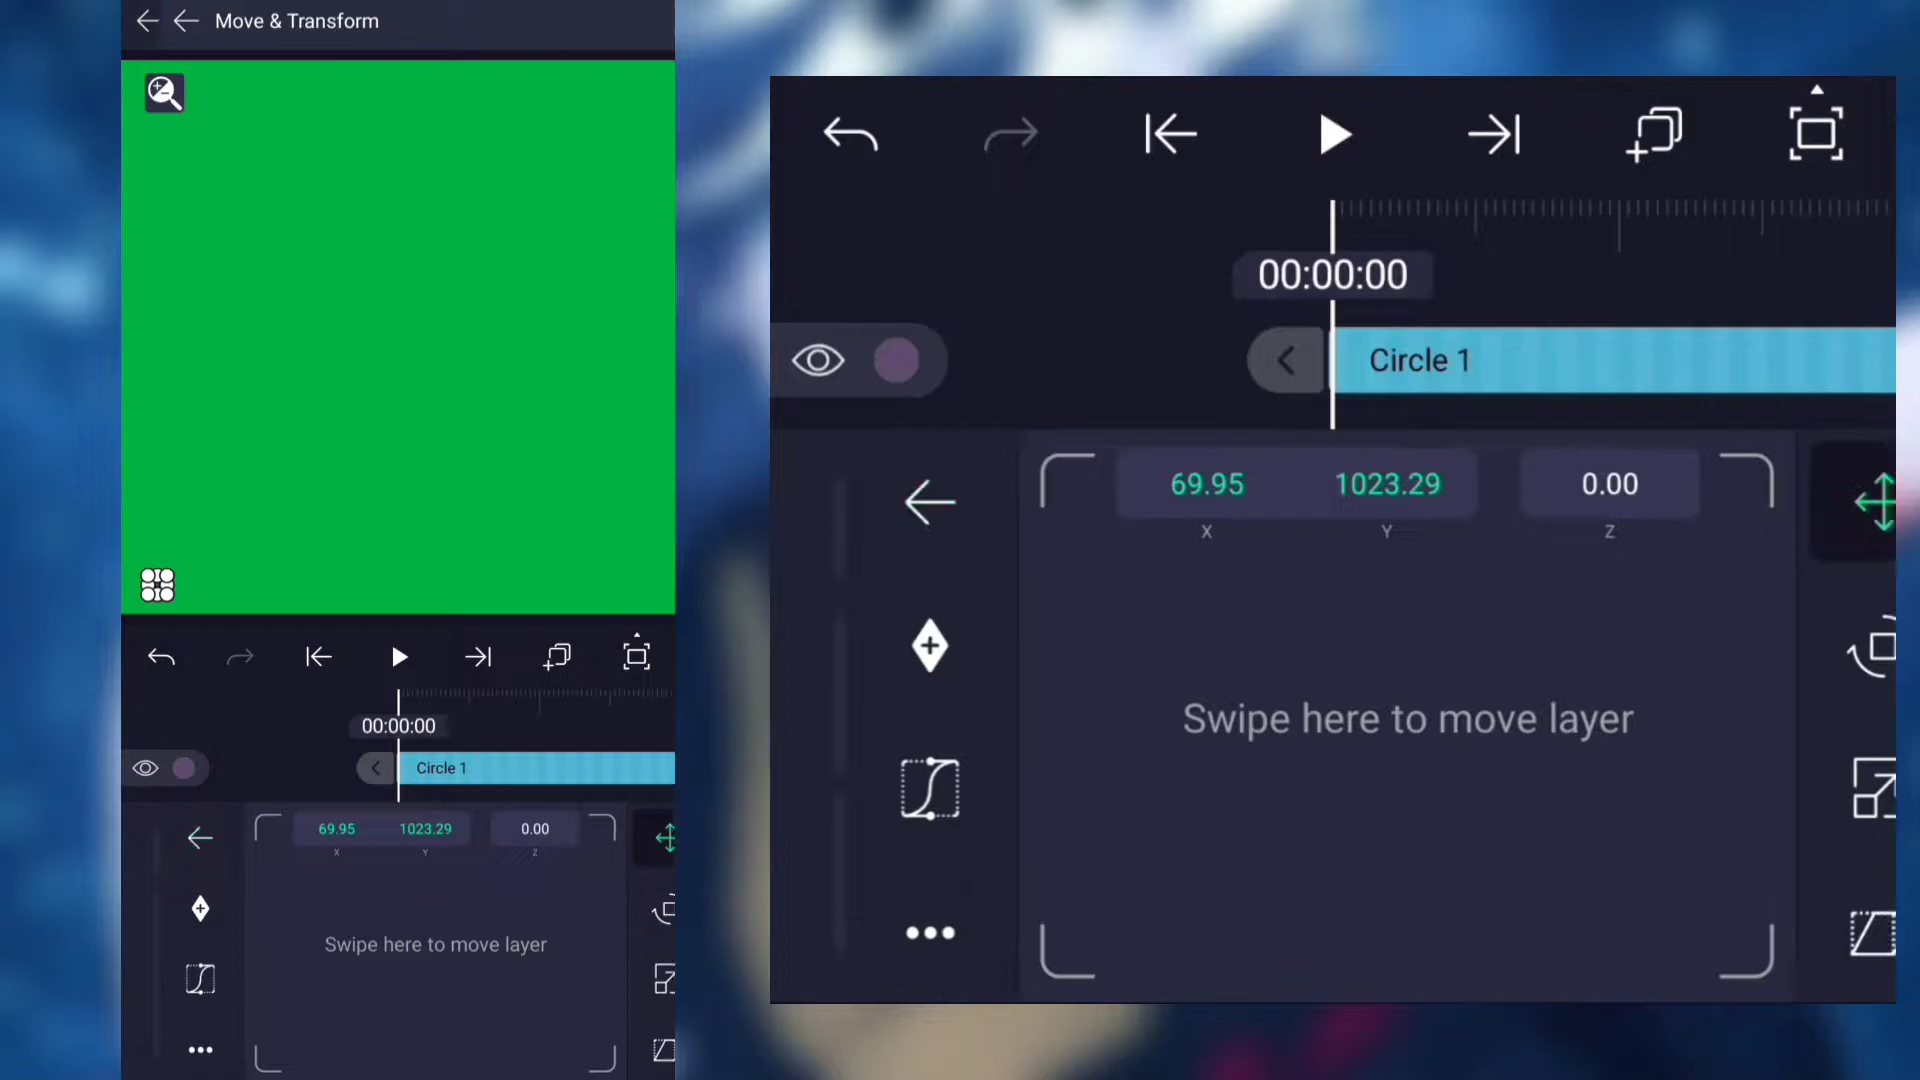 Move & Transform
00:00:00
Circle 1
69.95 1023.29 0.00
X Y Z
Swipe here to move layer
00:00:00
Circle 1
69.95 1023.29 0.00
X Y Z
Swipe here to move layer